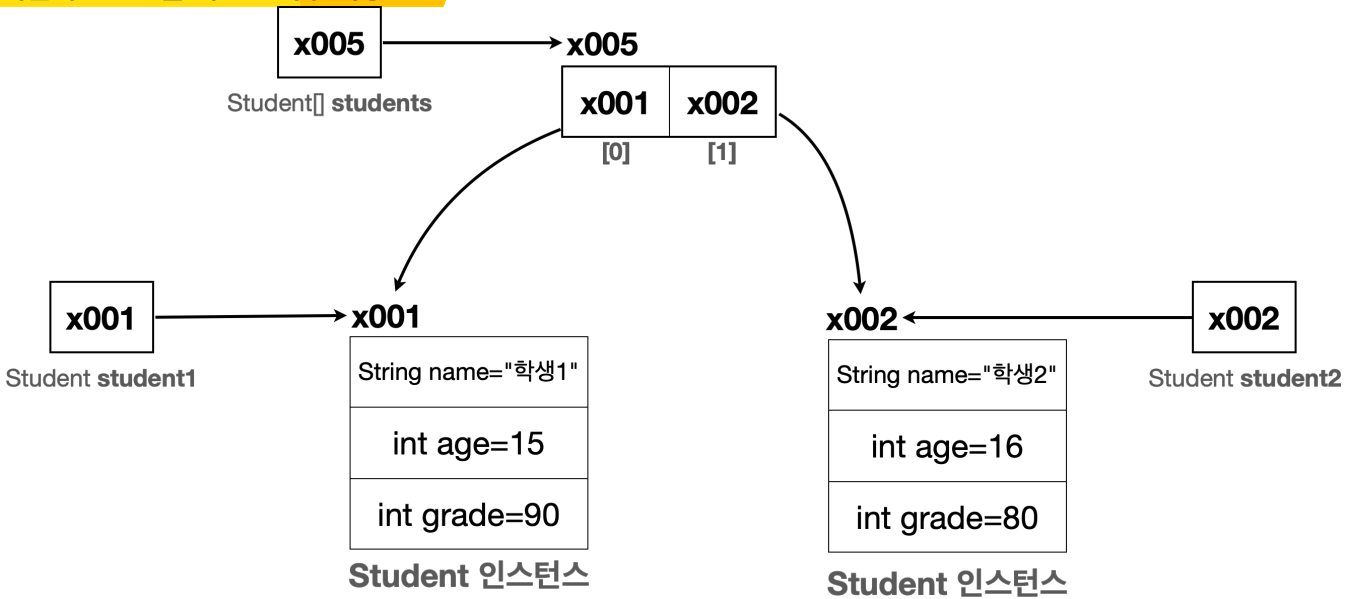 x005
x005
Student[] students
x001 x002
[0] [1]
x001
x001
x002
x002
Student student1
Student student2
String name="학생1"
int age=15
int grade=90
Student 인스턴스
String name="학생2"
int age=16
int grade=80
Student 인스턴스